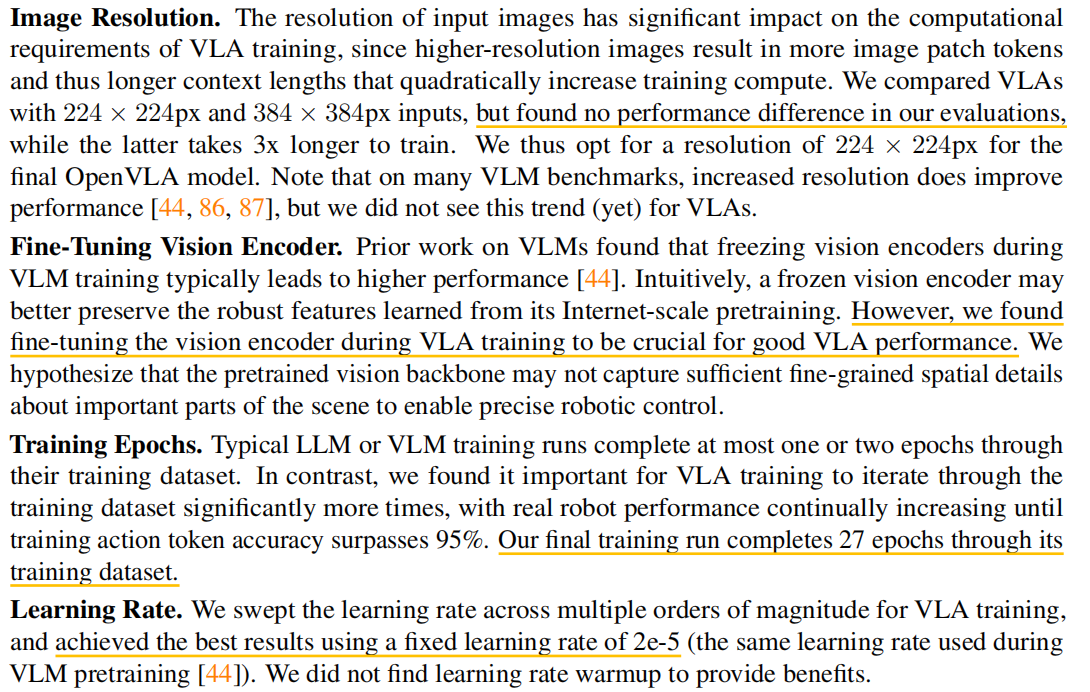 Image Resolution. The resolution of input images has significant impact on the computational
requirements of VLA training, since higher-resolution images result in more image patch tokens
and thus longer context lengths that quadratically increase training compute. We compared VLAs
with 224 × 224px and 384 × 384px inputs, but found no performance difference in our evaluations,
while the latter takes 3x longer to train. We thus opt for a resolution of 224 × 224px for the
final OpenVLA model. Note that on many VLM benchmarks, increased resolution does improve
performance [44, 86, 87], but we did not see this trend (yet) for VLAs.
Fine-Tuning Vision Encoder. Prior work on VLMs found that freezing vision encoders during
VLM training typically leads to higher performance [44]. Intuitively, a frozen vision encoder may
better preserve the robust features learned from its Internet-scale pretraining. However, we found
fine-tuning the vision encoder during VLA training to be crucial for good VLA performance. We
hypothesize that the pretrained vision backbone may not capture sufficient fine-grained spatial details
about important parts of the scene to enable precise robotic control.
Training Epochs. Typical LLM or VLM training runs complete at most one or two epochs through
their training dataset. In contrast, we found it important for VLA training to iterate through the
training dataset significantly more times, with real robot performance continually increasing until
training action token accuracy surpasses 95%. Our final training run completes 27 epochs through its
training dataset.
Learning Rate. We swept the learning rate across multiple orders of magnitude for VLA training,
and achieved the best results using a fixed learning rate of 2e-5 (the same learning rate used during
VLM pretraining [44]). We did not find learning rate warmup to provide benefits.